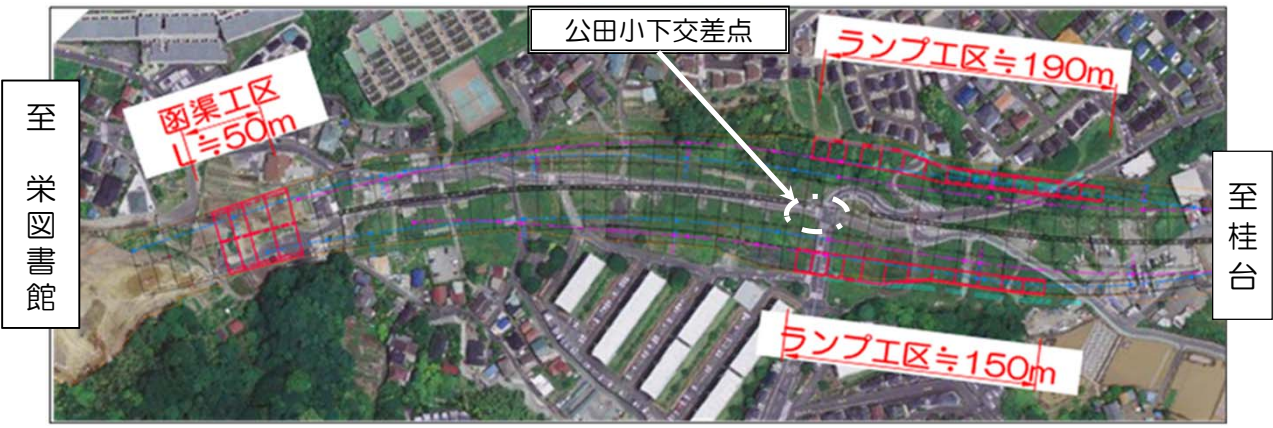 公田小下交差点
ランプ工区≒190m
函渠工区
L≒50m
至 栄図書館
至桂台
ランプ工区≒150m